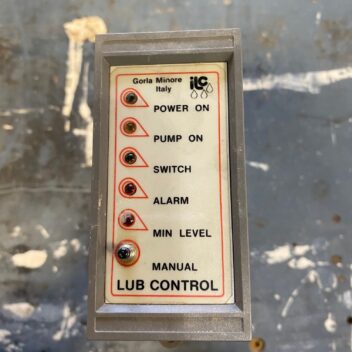 Gorla Minore
Italy
ilc
POWER ON
PUMP ON
SWITCH
ALARM
MIN LEVEL
MANUAL
LUB CONTROL